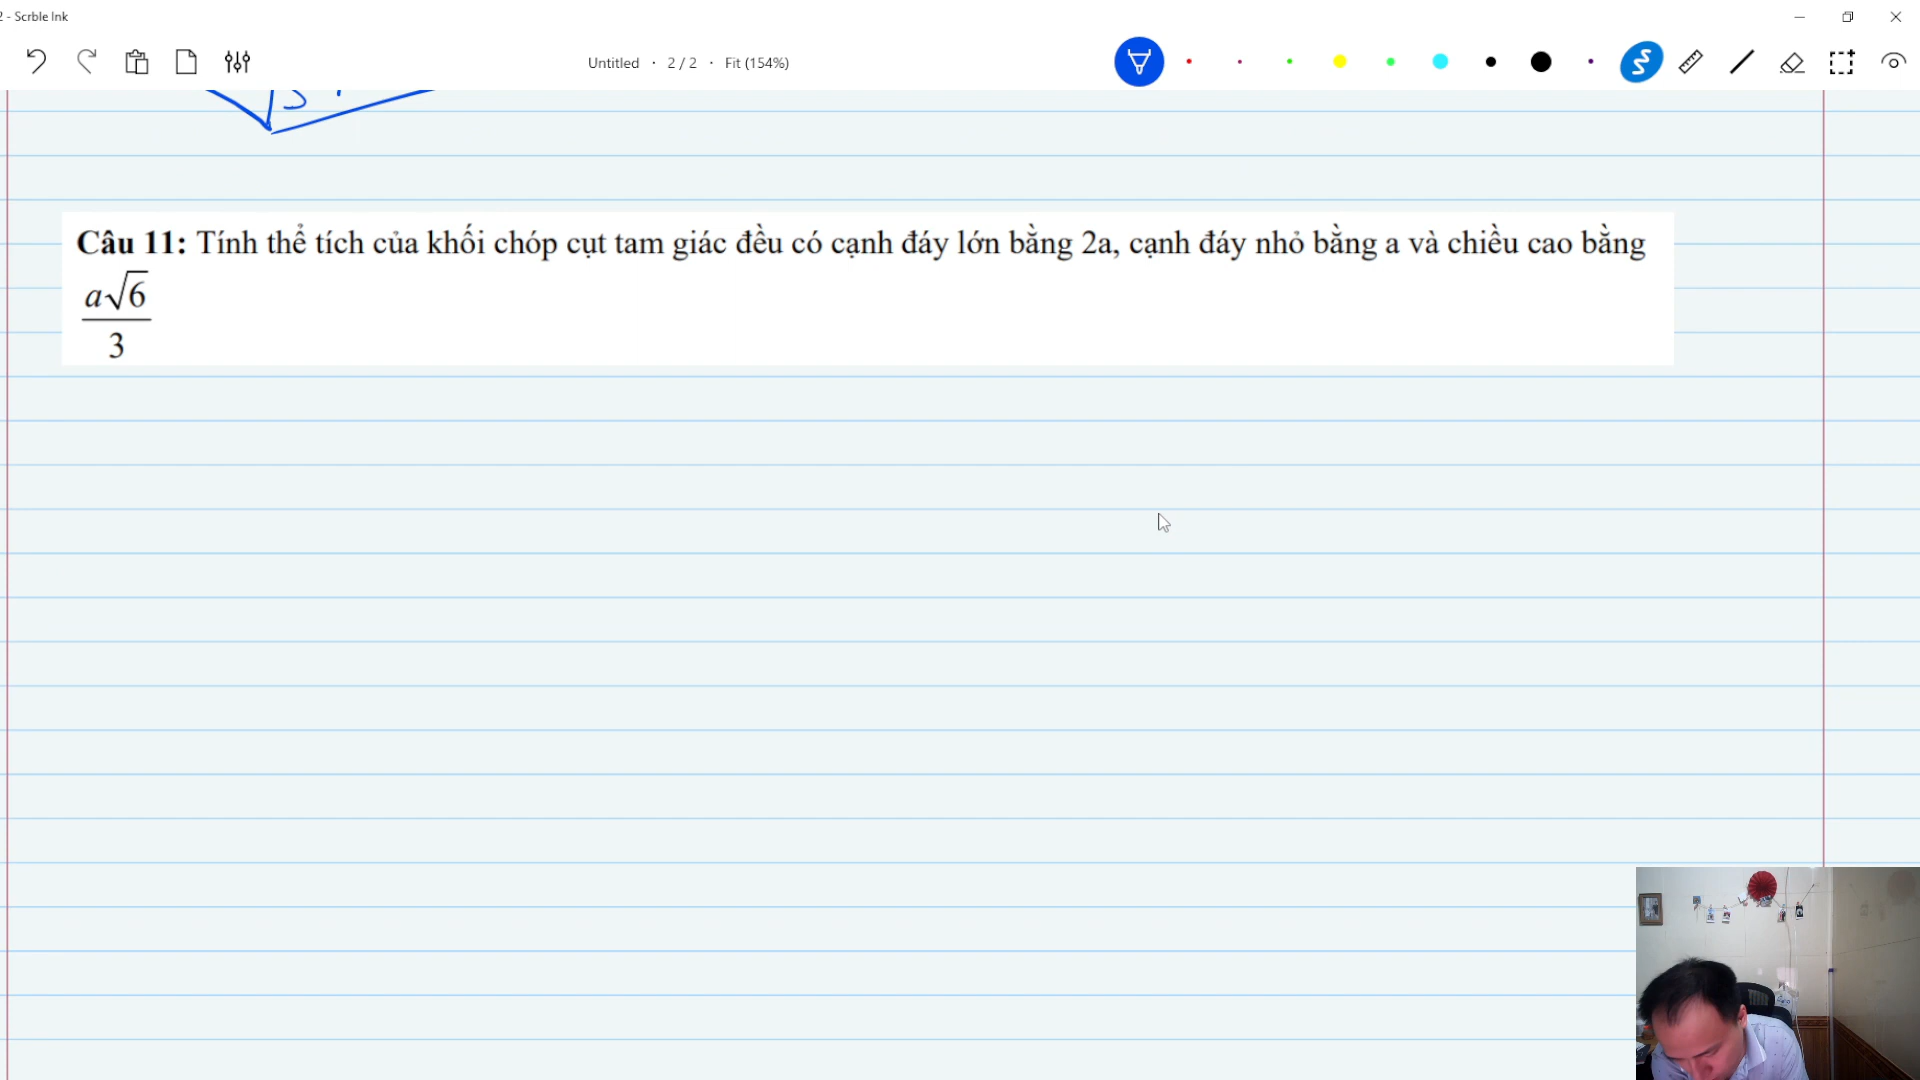 2 - Scrble Ink
Untitled · 2 / 2 · Fit (154%)
Câu 11: Tính thể tích của khối chóp cụt tam giác đều có cạnh đáy lớn bằng 2a, cạnh đáy nhỏ bằng a và chiều cao bằng
a√6
3